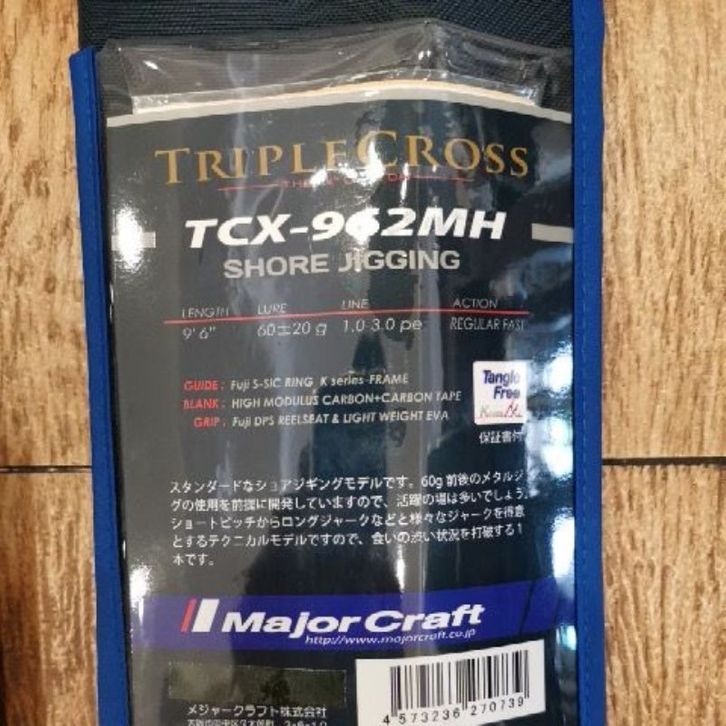 TRIPLECROSS
TCX-962MH
SHORE JIGGING
LENGTH LURE LINE ACTION
9'6" 60±20 g 1.0-3.0 pe REGULAR FAST
GUIDE : Fuji S-SIC RING K series-FRAME
BLANK : HIGH MODULUS CARBON+CARBON TAPE
GRIP : Fuji DPS REELSEAT & LIGHT WEIGHT EVA
Tangle
Free
保証書付
スタンダードなショアジギングモデルです。60g前後のメタルジ
グの使用を前提に開発していますので、活躍の場は多いでしょう。
ショートピッチからロングジャークなどと様々なジャークを得意
とするテクニカルモデルですので、食いの渋い状況を打破する1
本です。
Major Craft
http://www.majorcraft.co.jp
メジャークラフト株式会社
4 573236 270739